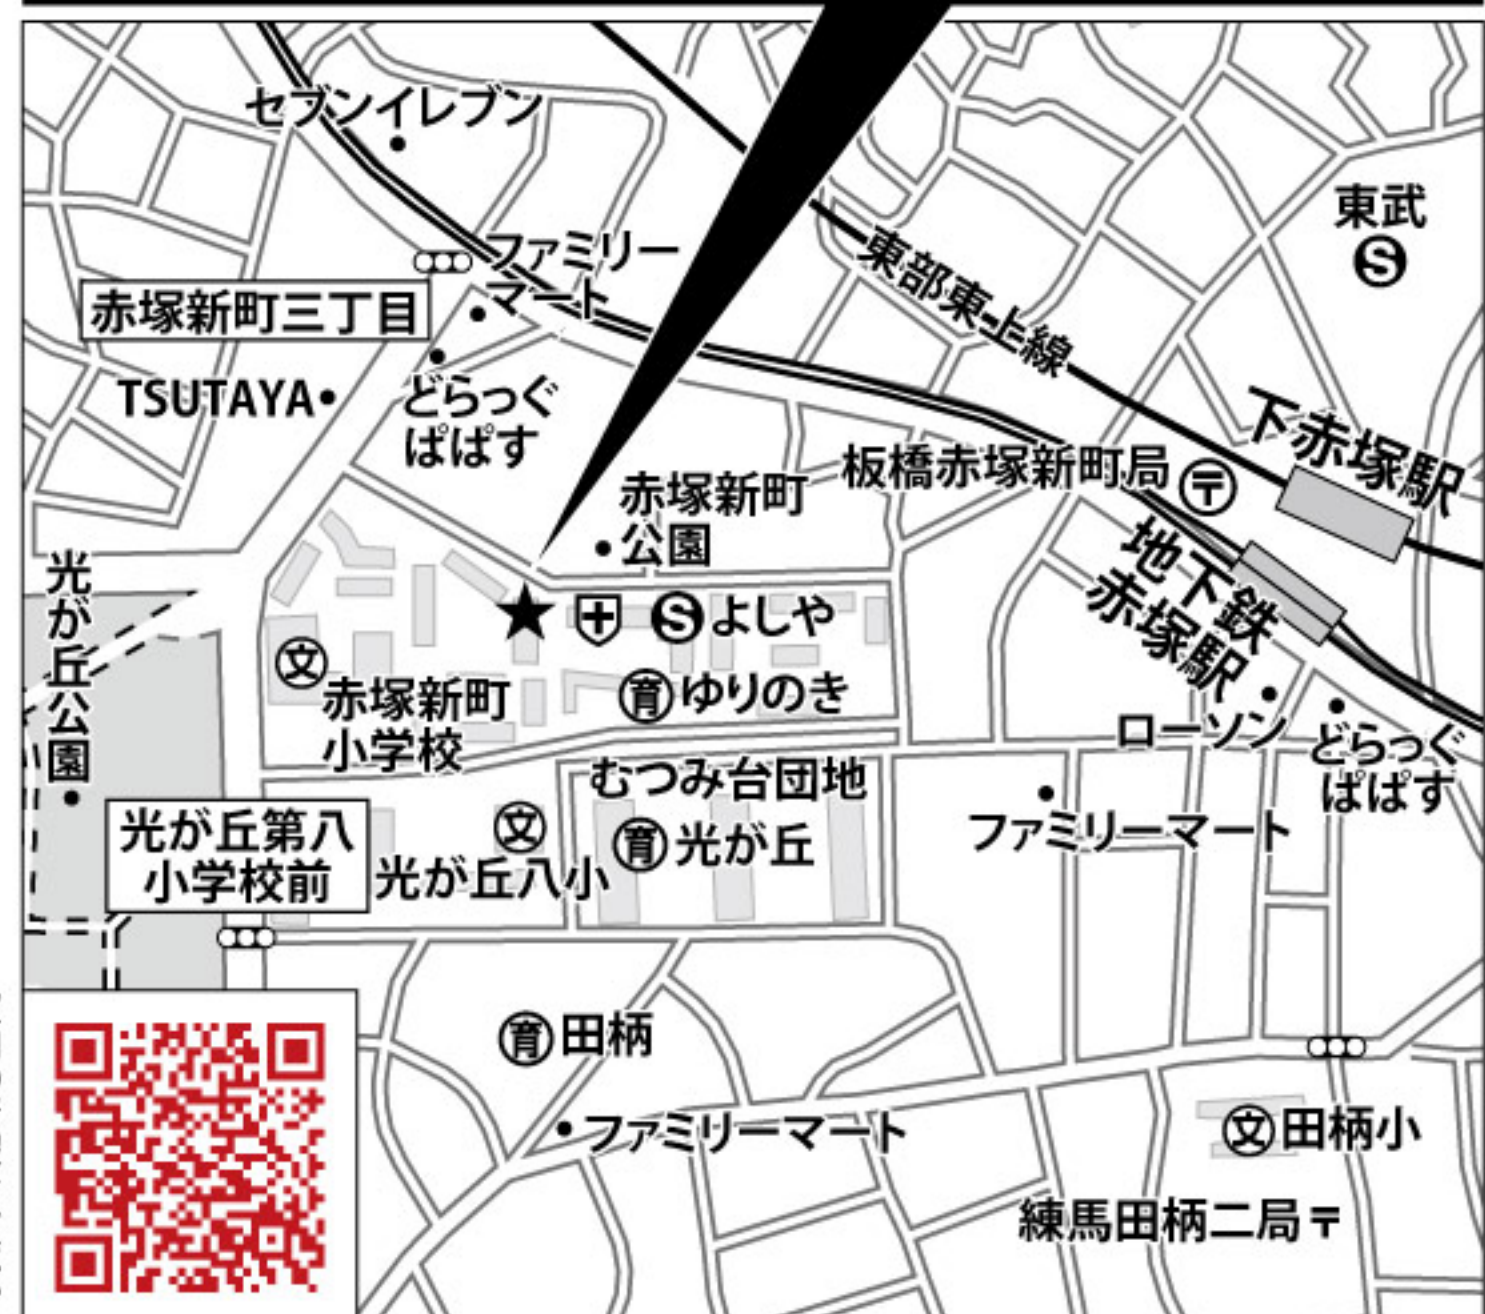 セブンイレブン
東武
Ⓢ
ファミリー
マート
東部東上線
赤塚新町三丁目
TSUTAYA
どらっぐ
ぱぱす
下赤塚駅
板橋赤塚新町局〒
赤塚新町
公園
地下鉄
赤塚駅
光が丘公園
★
Ⓢよしや
文
赤塚新町
小学校
育ゆりのき
ローソン
どらっぐ
ぱぱす
むつみ台団地
ファミリーマート
光が丘第八
小学校前
文
光が丘八小
育光が丘
育田柄
ファミリーマート
文田柄小
練馬田柄二局〒